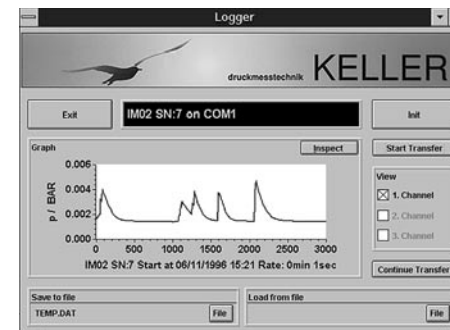 Logger
druckmesstechnik KELLER
Exit
IM02 SN:7 on COM1
Init
Graph
Inspect
Start Transfer
0.006
0.004
0.002
0.000
p / BAR
0 500 1000 1500 2000 2500 3000
IM02 SN:7 Start at 06/11/1996 15:21 Rate: 0min 1sec
View
1. Channel
2. Channel
3. Channel
Continue Transfer
Save to file
TEMP.DAT
File
Load from file
File